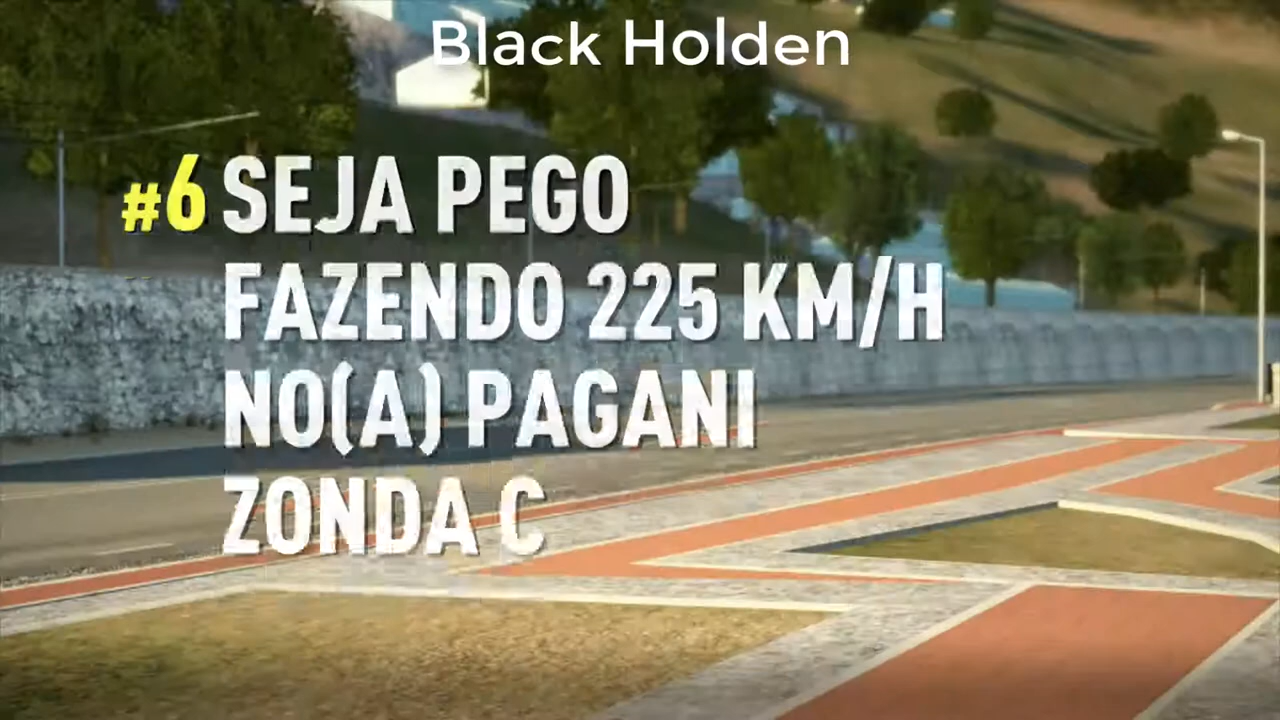 Black Holden
#6 SEJA PEGO
FAZENDO 225 KM/H
NO(A) PAGANI
ZONDA C